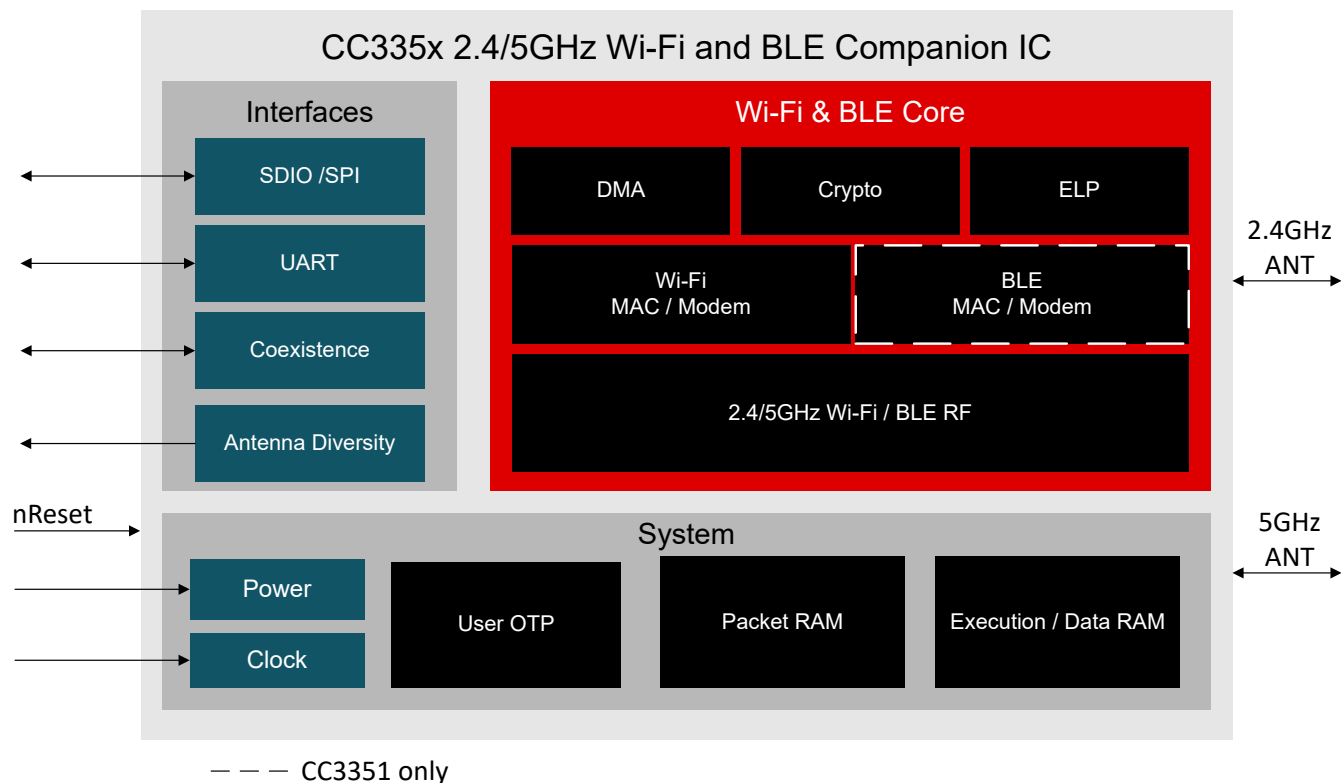 CC335x 2.4/5GHz Wi-Fi and BLE Companion IC
Interfaces
SDIO /SPI
UART
Coexistence
Antenna Diversity
Wi-Fi & BLE Core
DMA
Crypto
ELP
Wi-Fi
MAC / Modem
BLE
MAC / Modem
2.4/5GHz Wi-Fi / BLE RF
2.4GHz
ANT
nReset
System
Power
Clock
User OTP
Packet RAM
Execution / Data RAM
5GHz
ANT
CC3351 only